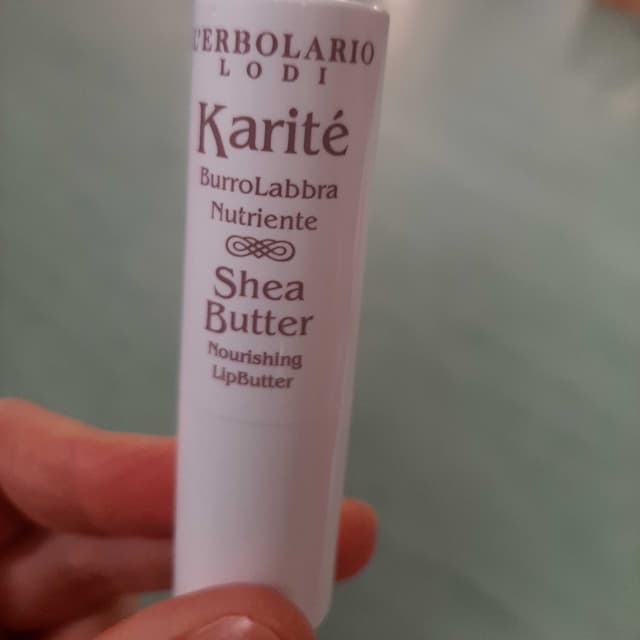 L'ERBOLARIO
LODI
Karité
BurroLabbra
Nutriente
Shea
Butter
Nourishing
LipButter